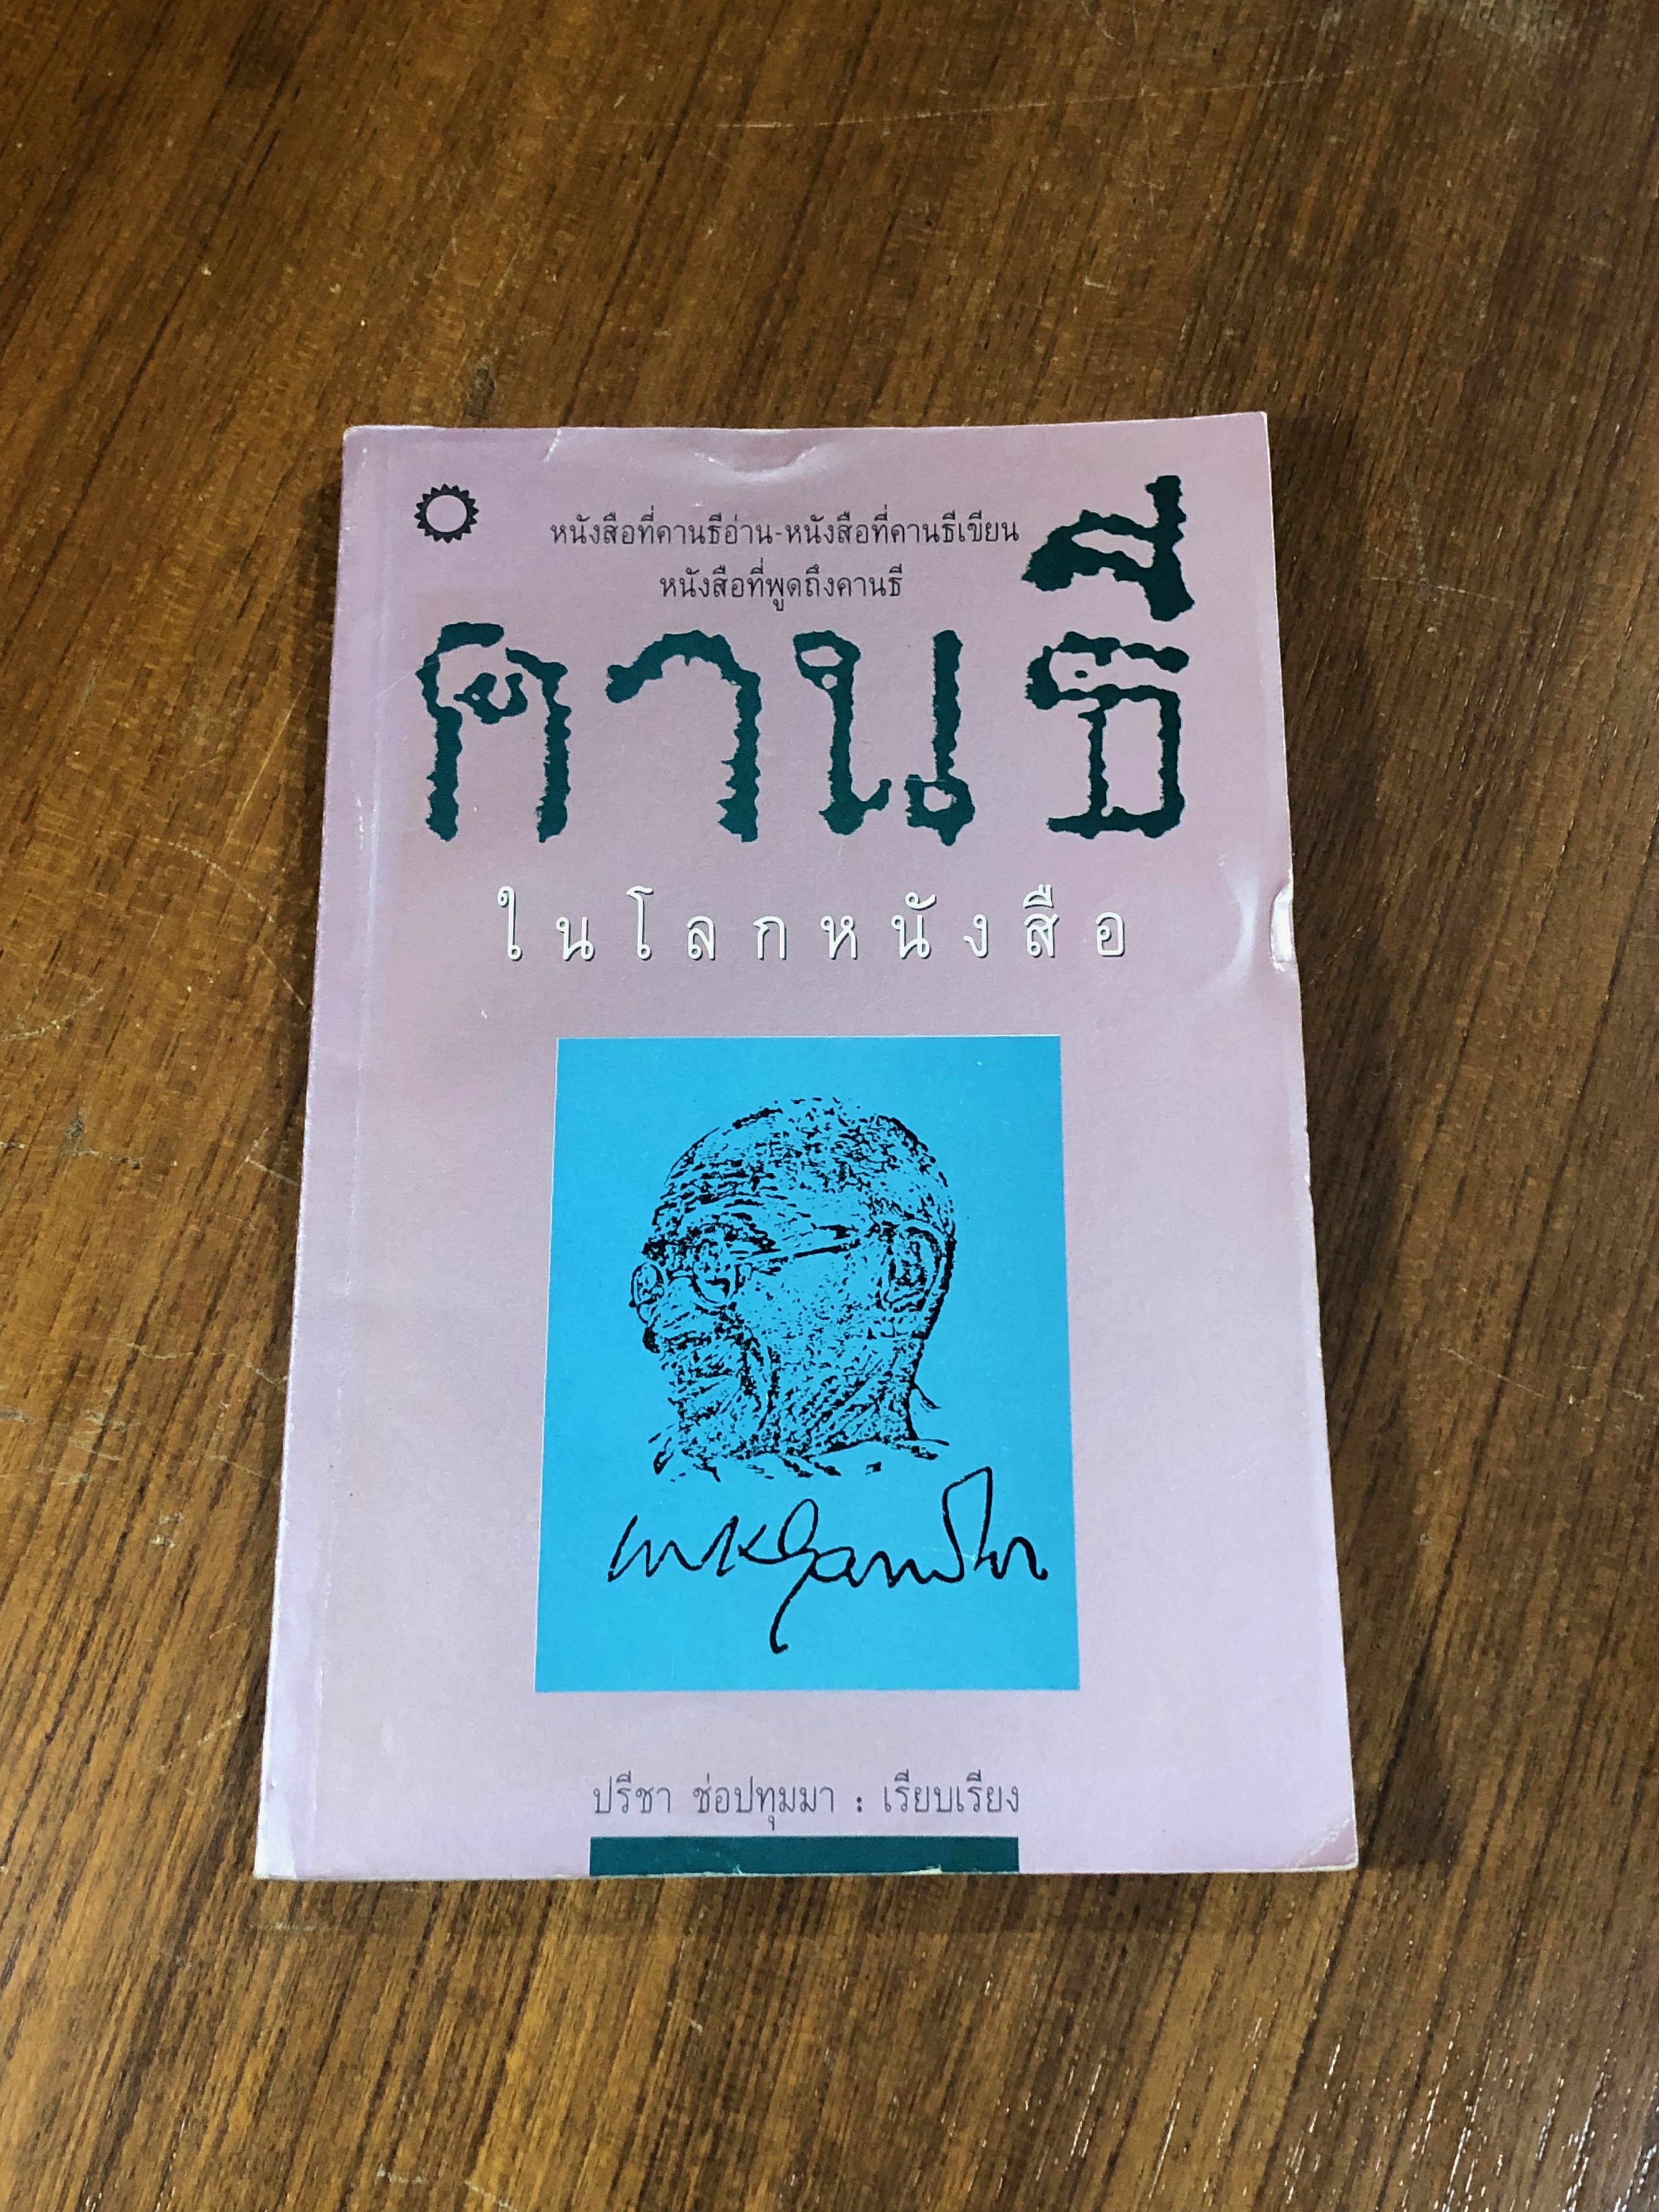 หนังสือที่คานธีอ่าน-หนังสือที่คานธีเขียน
หนังสือที่พูดถึงคานธี
คานธี
ในโลกหนังสือ
mkgandhi
ปรีชา ช่อปทุมมา : เรียบเรียง